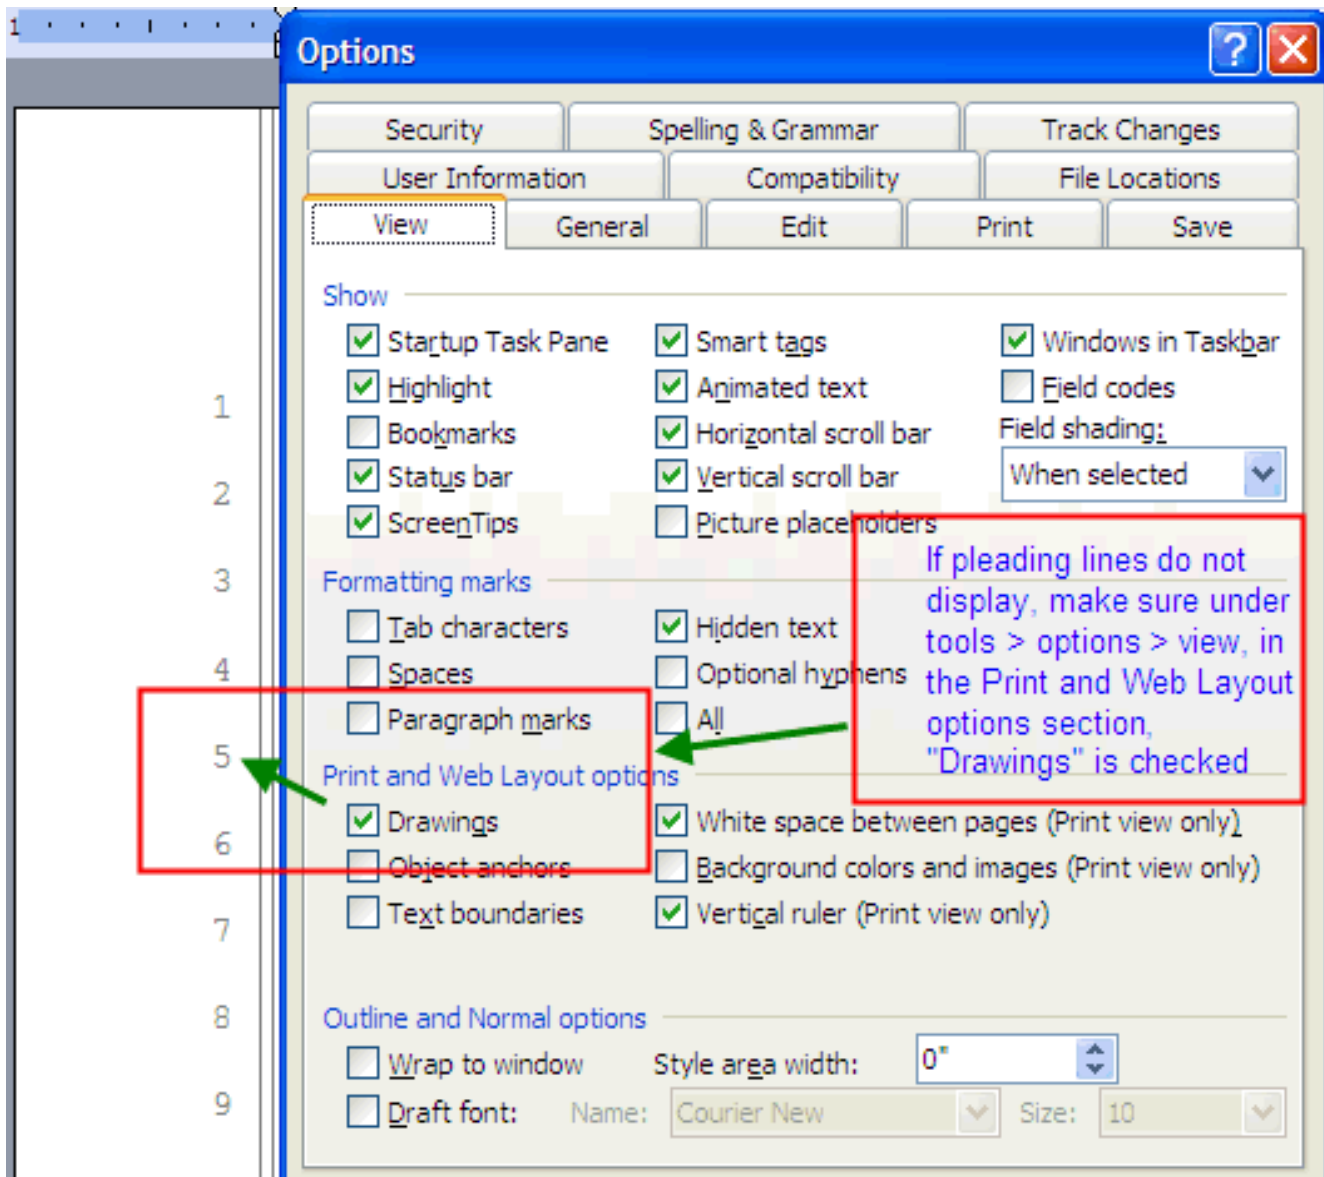 1
Options
?
Security Spelling & Grammar Track Changes
User Information Compatibility File Locations
View General Edit Print Save
Show
Startup Task Pane Smart tags Windows in Taskbar
Highlight Animated text Field codes
Bookmarks Horizontal scroll bar Field shading:
Status bar Vertical scroll bar When selected
ScreenTips Picture placeholders
Formatting marks
Tab characters Hidden text
Spaces Optional hyphens
Paragraph marks All
If pleading lines do not
display, make sure under
tools > options > view, in
the Print and Web Layout
options section,
"Drawings" is checked
Print and Web Layout options
Drawings White space between pages (Print view only)
Object anchors Background colors and images (Print view only)
Text boundaries Vertical ruler (Print view only)
Outline and Normal options
Wrap to window Style area width: 0"
Draft font: Name: Courier New Size: 10
1
2
3
4
5
6
7
8
9